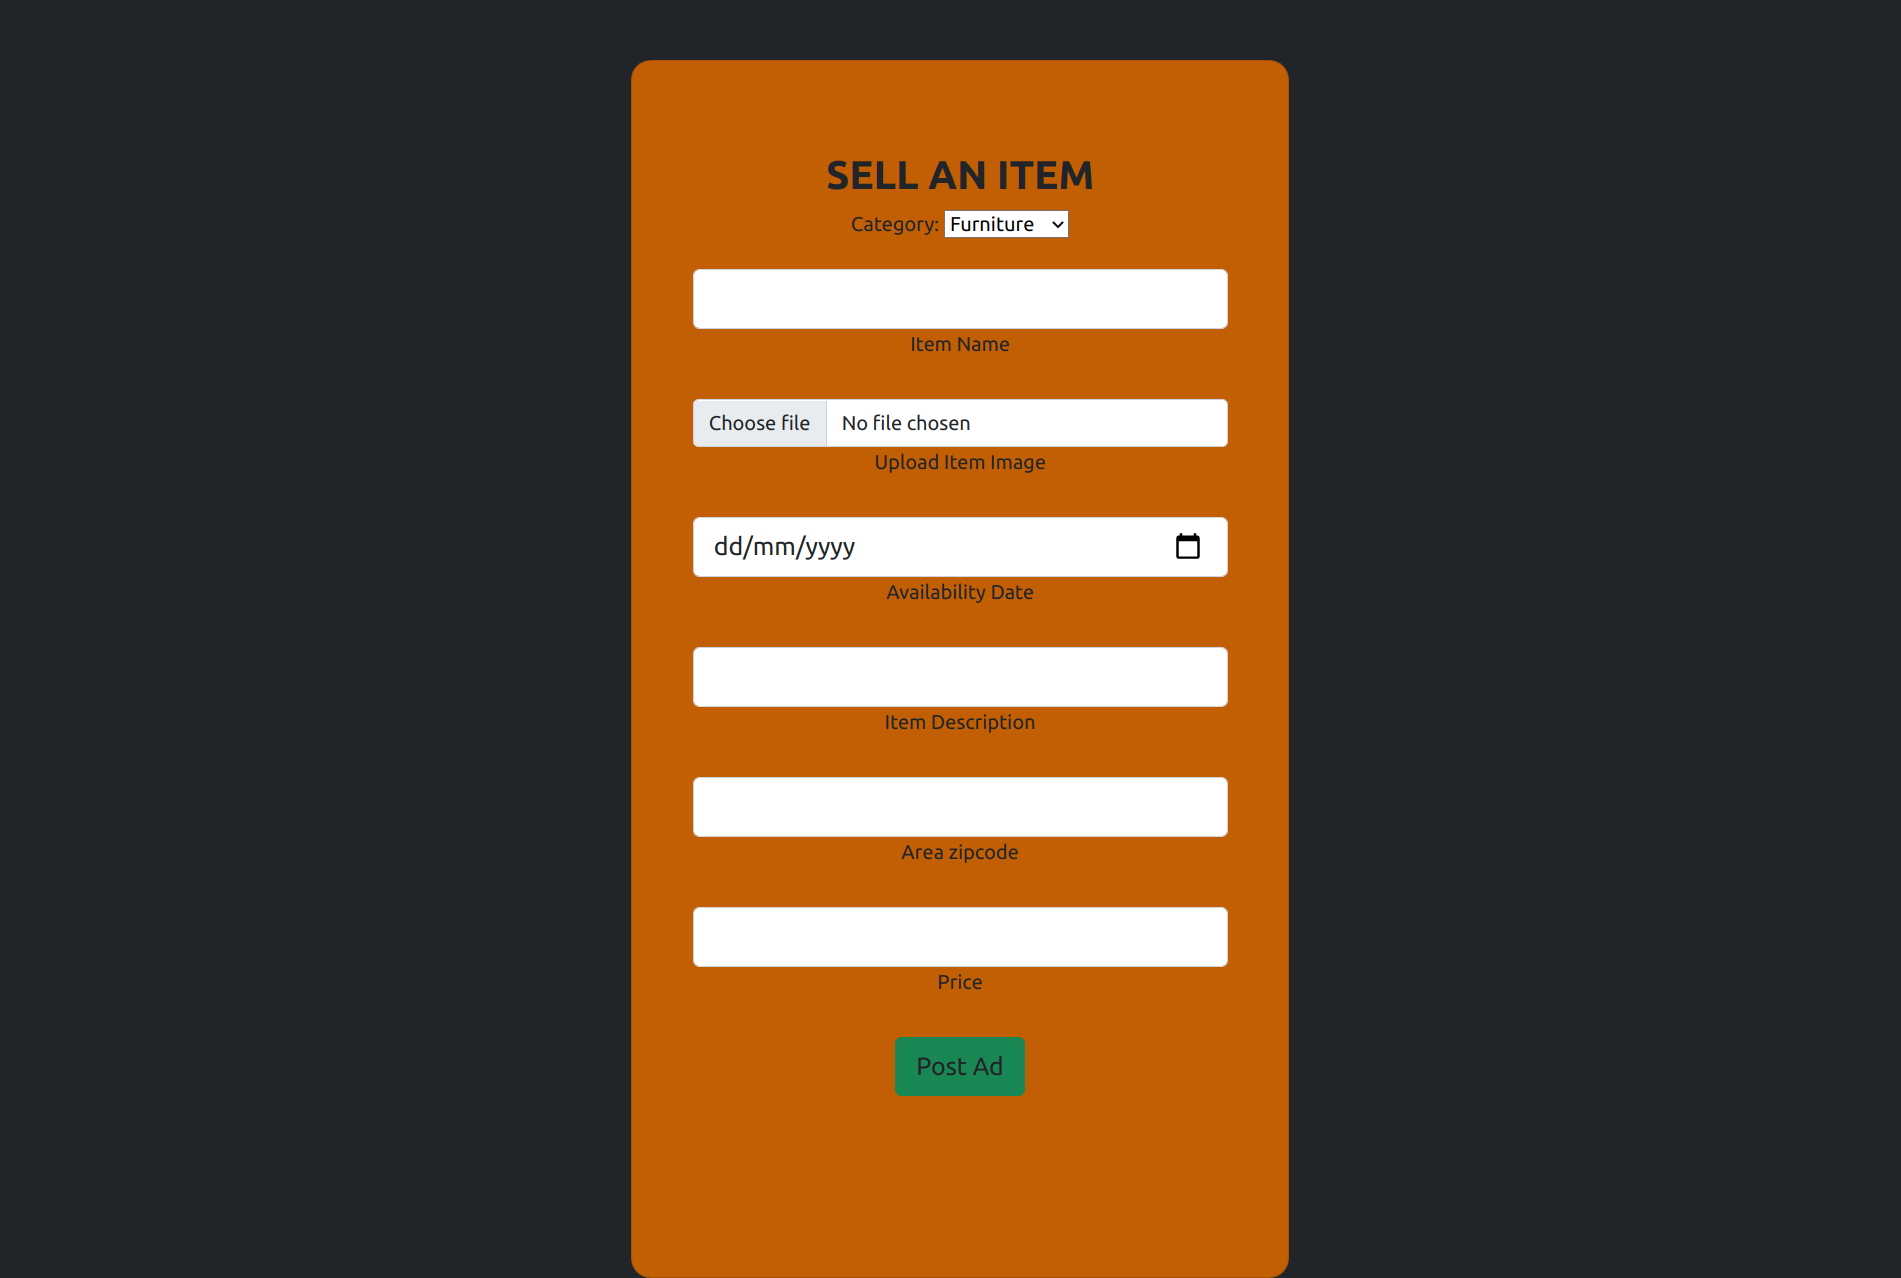 SELL AN ITEM
Category: Furniture
Item Name
Choose file No file chosen
Upload Item Image
dd/mm/yyyy
Availability Date
Item Description
Area zipcode
Price
Post Ad